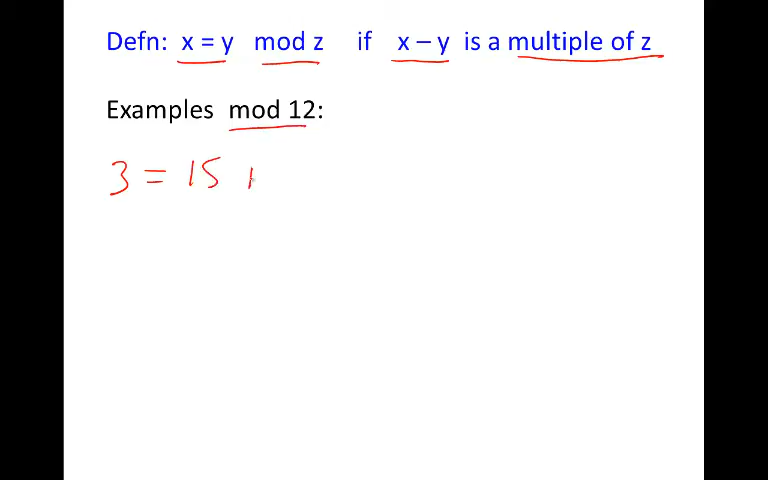 Defn: x = y mod z if x – y is a multiple of z
Examples mod 12:
3 = 15